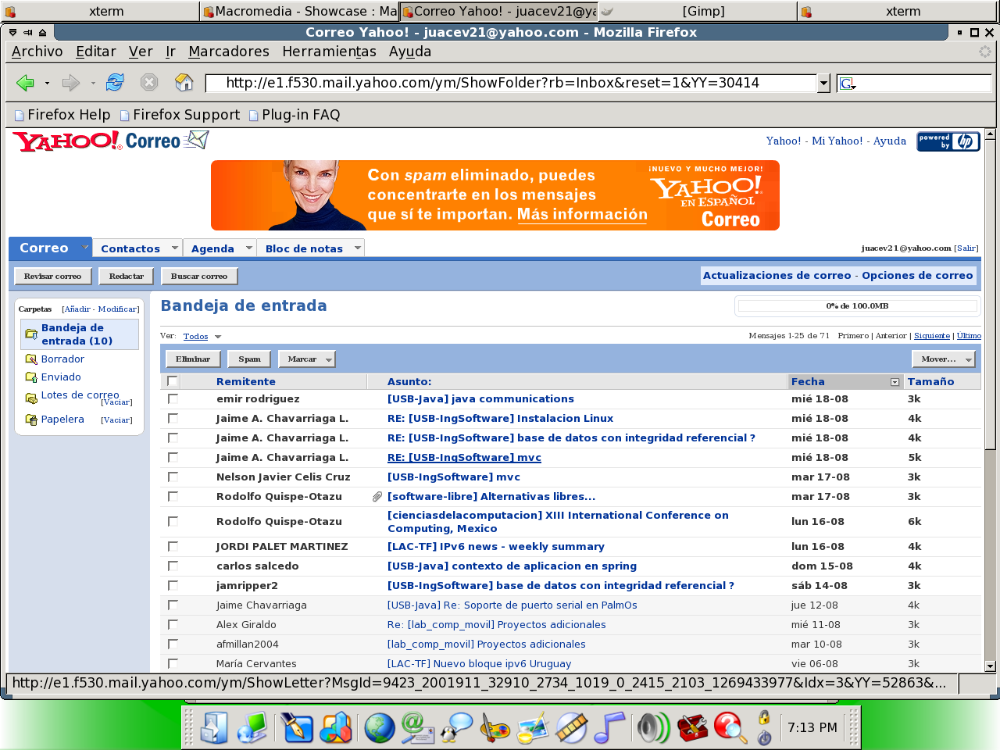 xterm
Macromedia - Showcase : Ma
Correo Yahoo! - juacev21@ya
[Gimp]
xterm
Correo Yahoo! - juacev21@yahoo.com - Mozilla Firefox
Archivo Editar Ver Ir Marcadores Herramientas Ayuda
http://e1.f530.mail.yahoo.com/ym/ShowFolder?rb=Inbox&reset=1&YY=30414
G
Firefox Help Firefox Support Plug-in FAQ
YAHOO! Correo
Yahoo! - Mi Yahoo! - Ayuda
powered by hp
Con spam eliminado, puedes
concentrarte en los mensajes
que sí te importan. Más información
¡NUEVO Y MUCHO MEJOR!
YAHOO!
EN ESPAÑOL
Correo
Correo Contactos Agenda Bloc de notas
juacev21@yahoo.com [Salir]
Revisar correo Redactar Buscar correo
Actualizaciones de correo - Opciones de correo
Carpetas [Añadir - Modificar]
Bandeja de
entrada (10)
Borrador
Enviado
Lotes de correo
[Vaciar]
Papelera [Vaciar]
Bandeja de entrada
0% de 100.0MB
Ver: Todos
Mensajes 1-25 de 71 Primero | Anterior | Siguiente | Último
Eliminar Spam Marcar Mover...
Remitente Asunto: Fecha Tamaño
emir rodriguez [USB-Java] java communications mié 18-08 3k
Jaime A. Chavarriaga L. RE: [USB-IngSoftware] Instalacion Linux mié 18-08 4k
Jaime A. Chavarriaga L. RE: [USB-IngSoftware] base de datos con integridad referencial ? mié 18-08 4k
Jaime A. Chavarriaga L. RE: [USB-IngSoftware] mvc mié 18-08 5k
Nelson Javier Celis Cruz [USB-IngSoftware] mvc mar 17-08 3k
Rodolfo Quispe-Otazu [software-libre] Alternativas libres... mar 17-08 3k
Rodolfo Quispe-Otazu [cienciasdelacomputacion] XIII International Conference on lun 16-08 6k
Computing, Mexico
JORDI PALET MARTINEZ [LAC-TF] IPv6 news - weekly summary lun 16-08 4k
carlos salcedo [USB-Java] contexto de aplicacion en spring dom 15-08 4k
jamripper2 [USB-IngSoftware] base de datos con integridad referencial ? sáb 14-08 3k
Jaime Chavarriaga [USB-Java] Re: Soporte de puerto serial en PalmOs jue 12-08 4k
Alex Giraldo Re: [lab_comp_movil] Proyectos adicionales mié 11-08 3k
afmillan2004 [lab_comp_movil] Proyectos adicionales mar 10-08 3k
María Cervantes [LAC-TF] Nuevo bloque ipv6 Uruguay vie 06-08 3k
http://e1.f530.mail.yahoo.com/ym/ShowLetter?MsgId=9423_2001911_32910_2734_1019_0_2415_2103_1269433977&Idx=3&YY=52863&...
7:13 PM